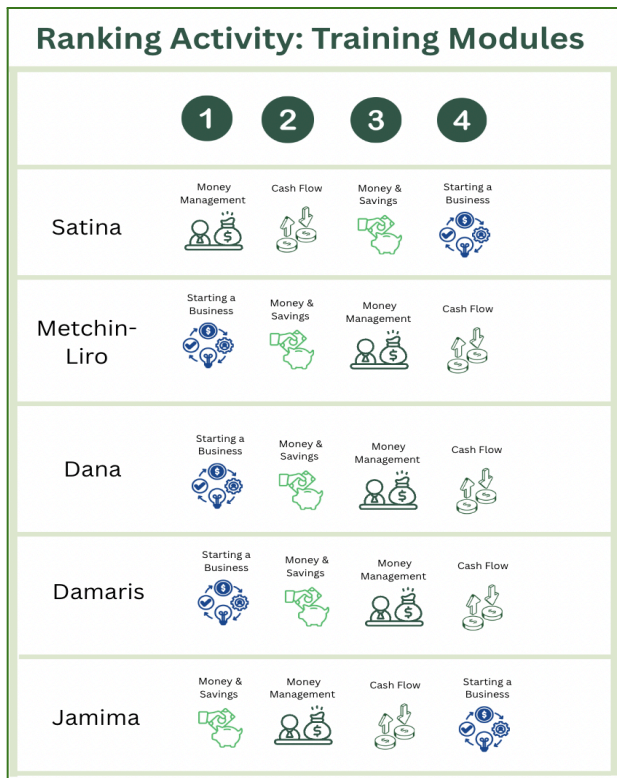 Ranking Activity: Training Modules
1 2 3 4
Satina
Money
Management
Cash Flow
Money &
Savings
Starting a
Business
Metchin-
Liro
Starting a
Business
Money &
Savings
Money
Management
Cash Flow
Dana
Starting a
Business
Money &
Savings
Money
Management
Cash Flow
Damaris
Starting a
Business
Money &
Savings
Money
Management
Cash Flow
Jamima
Money &
Savings
Money
Management
Cash Flow
Starting a
Business